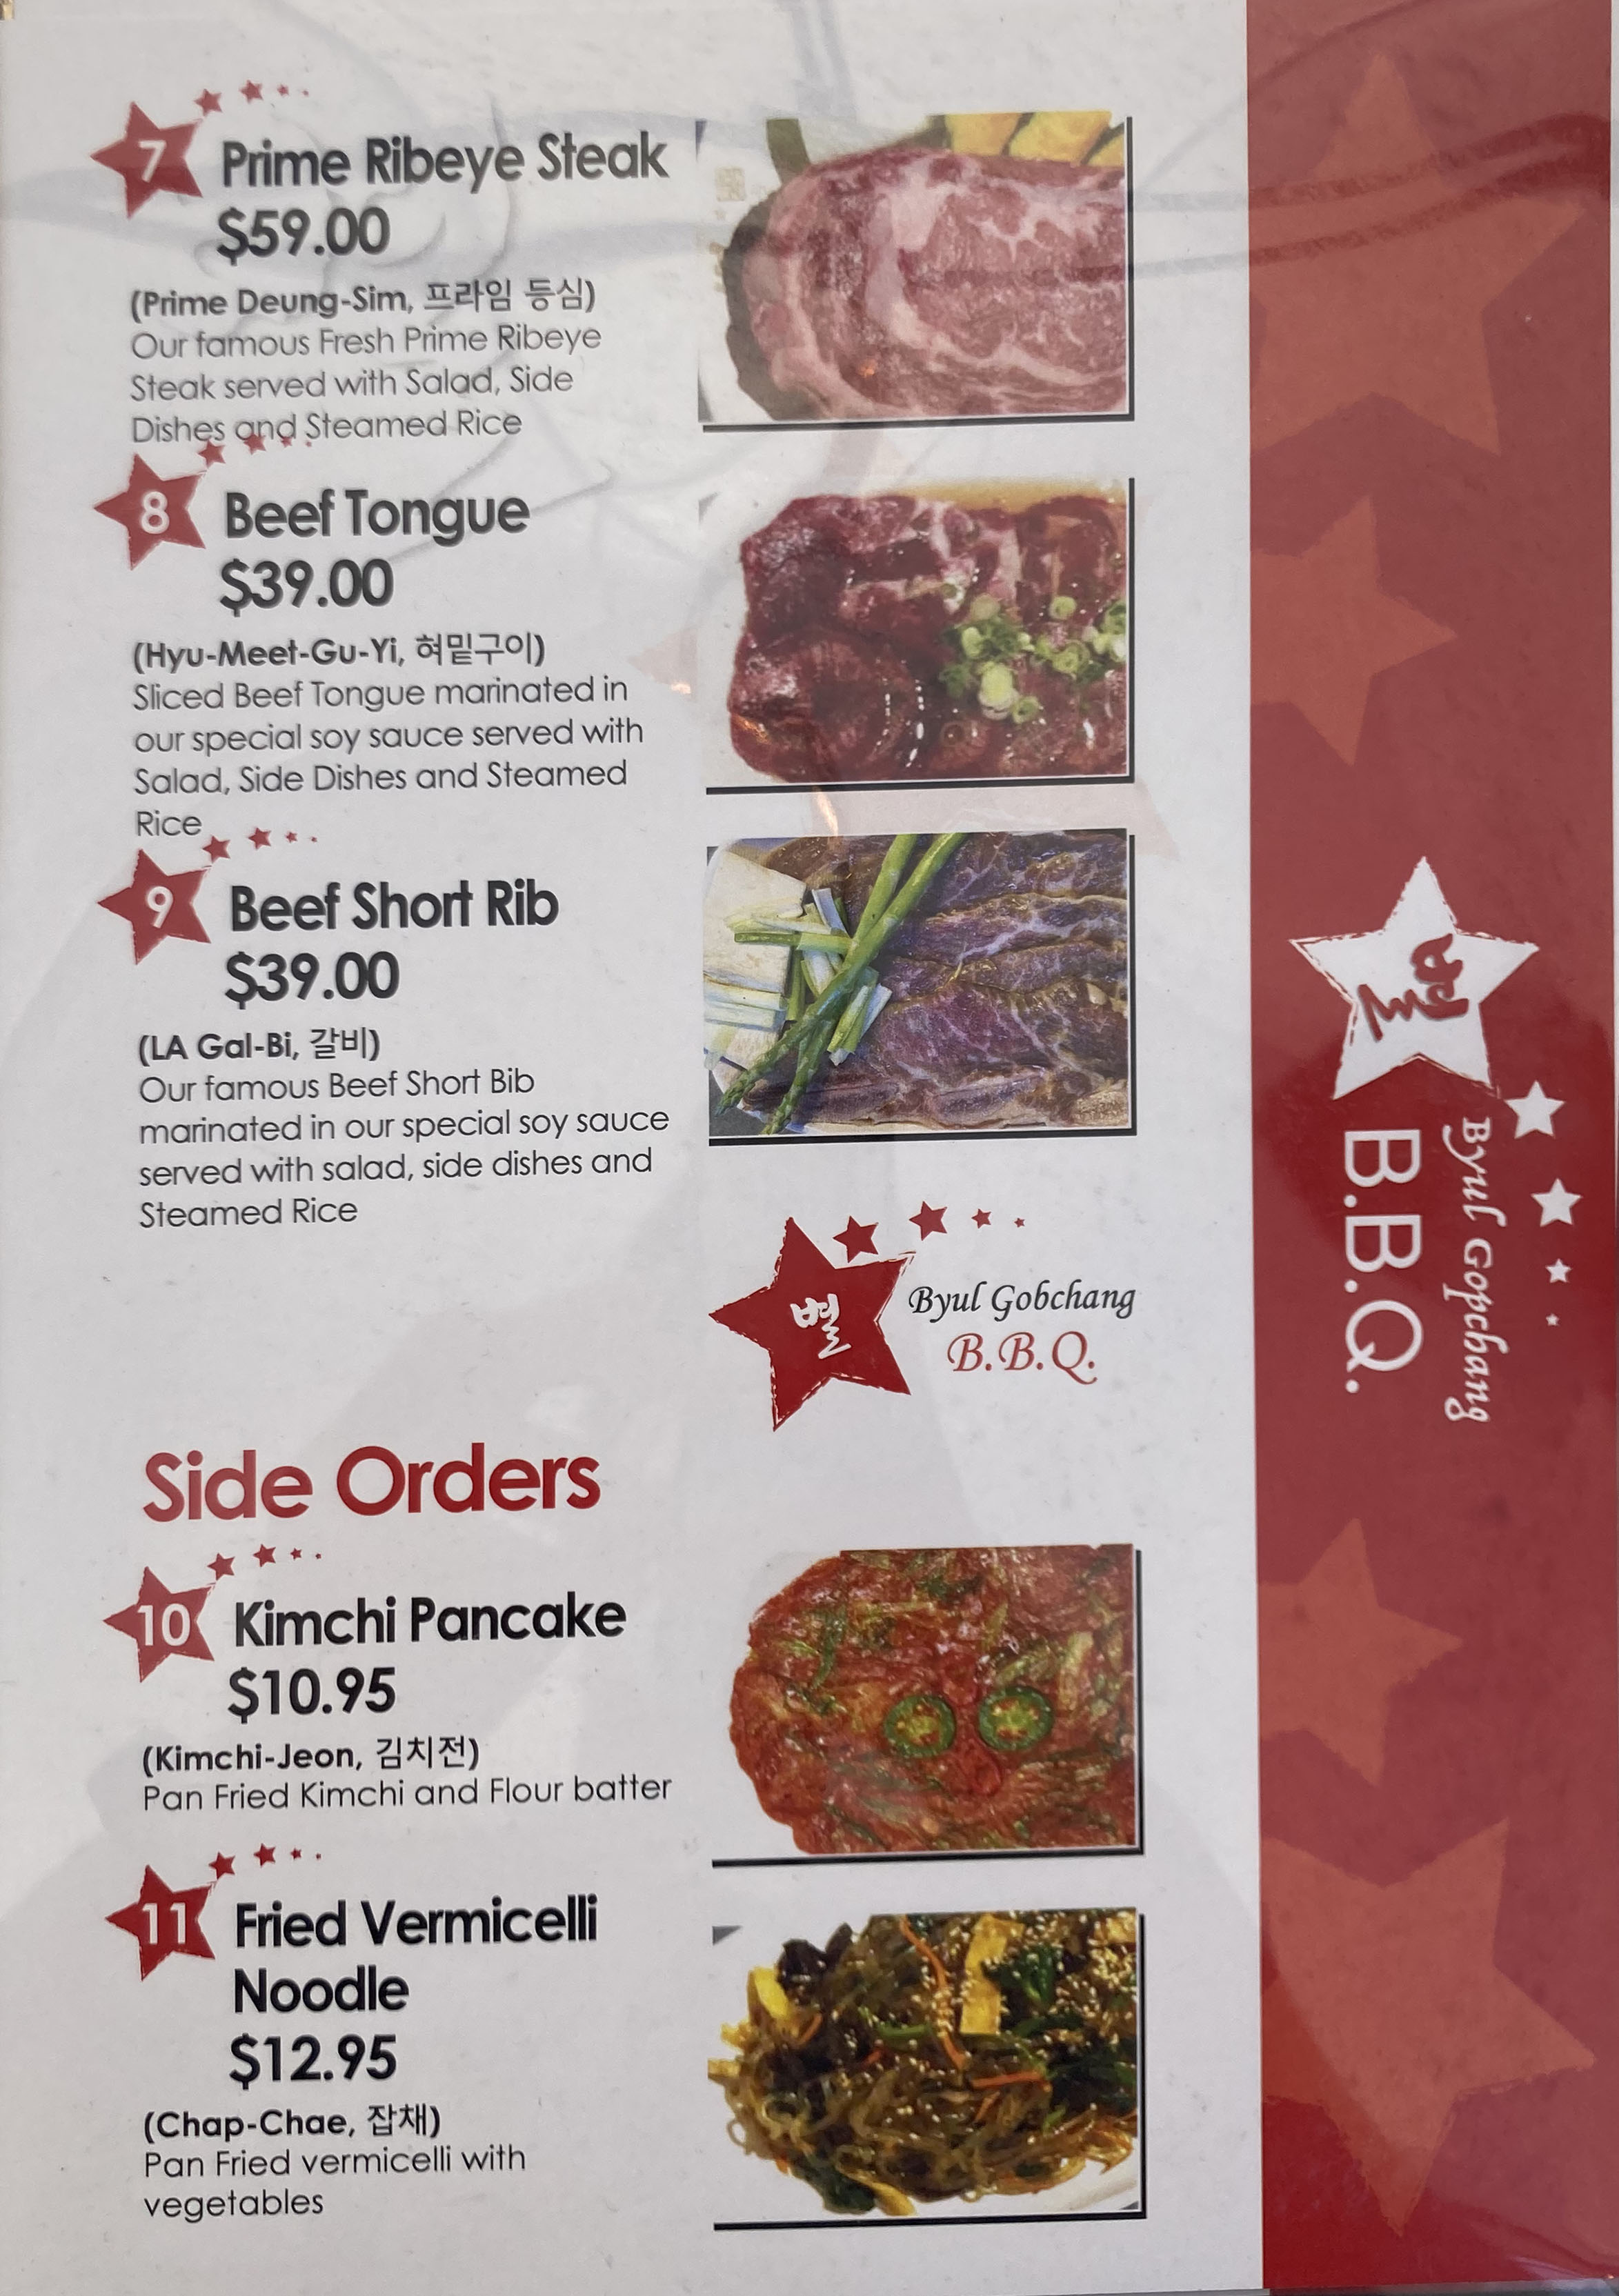 7
Prime Ribeye Steak
$59.00
(Prime Deung-Sim, 프라임 등심)
Our famous Fresh Prime Ribeye
Steak served with Salad, Side
Dishes and Steamed Rice
8
Beef Tongue
$39.00
(Hyu-Meet-Gu-Yi, 혀밑구이)
Sliced Beef Tongue marinated in
our special soy sauce served with
Salad, Side Dishes and Steamed
Rice
9
Beef Short Rib
$39.00
(LA Gal-Bi, 갈비)
Our famous Beef Short Bib
marinated in our special soy sauce
served with salad, side dishes and
Steamed Rice
별
Byul Gobchang
B.B.Q.
Side Orders
10
Kimchi Pancake
$10.95
(Kimchi-Jeon, 김치전)
Pan Fried Kimchi and Flour batter
11
Fried Vermicelli
Noodle
$12.95
(Chap-Chae, 잡채)
Pan Fried vermicelli with
vegetables
별
Byul Gopchang
B.B.Q.